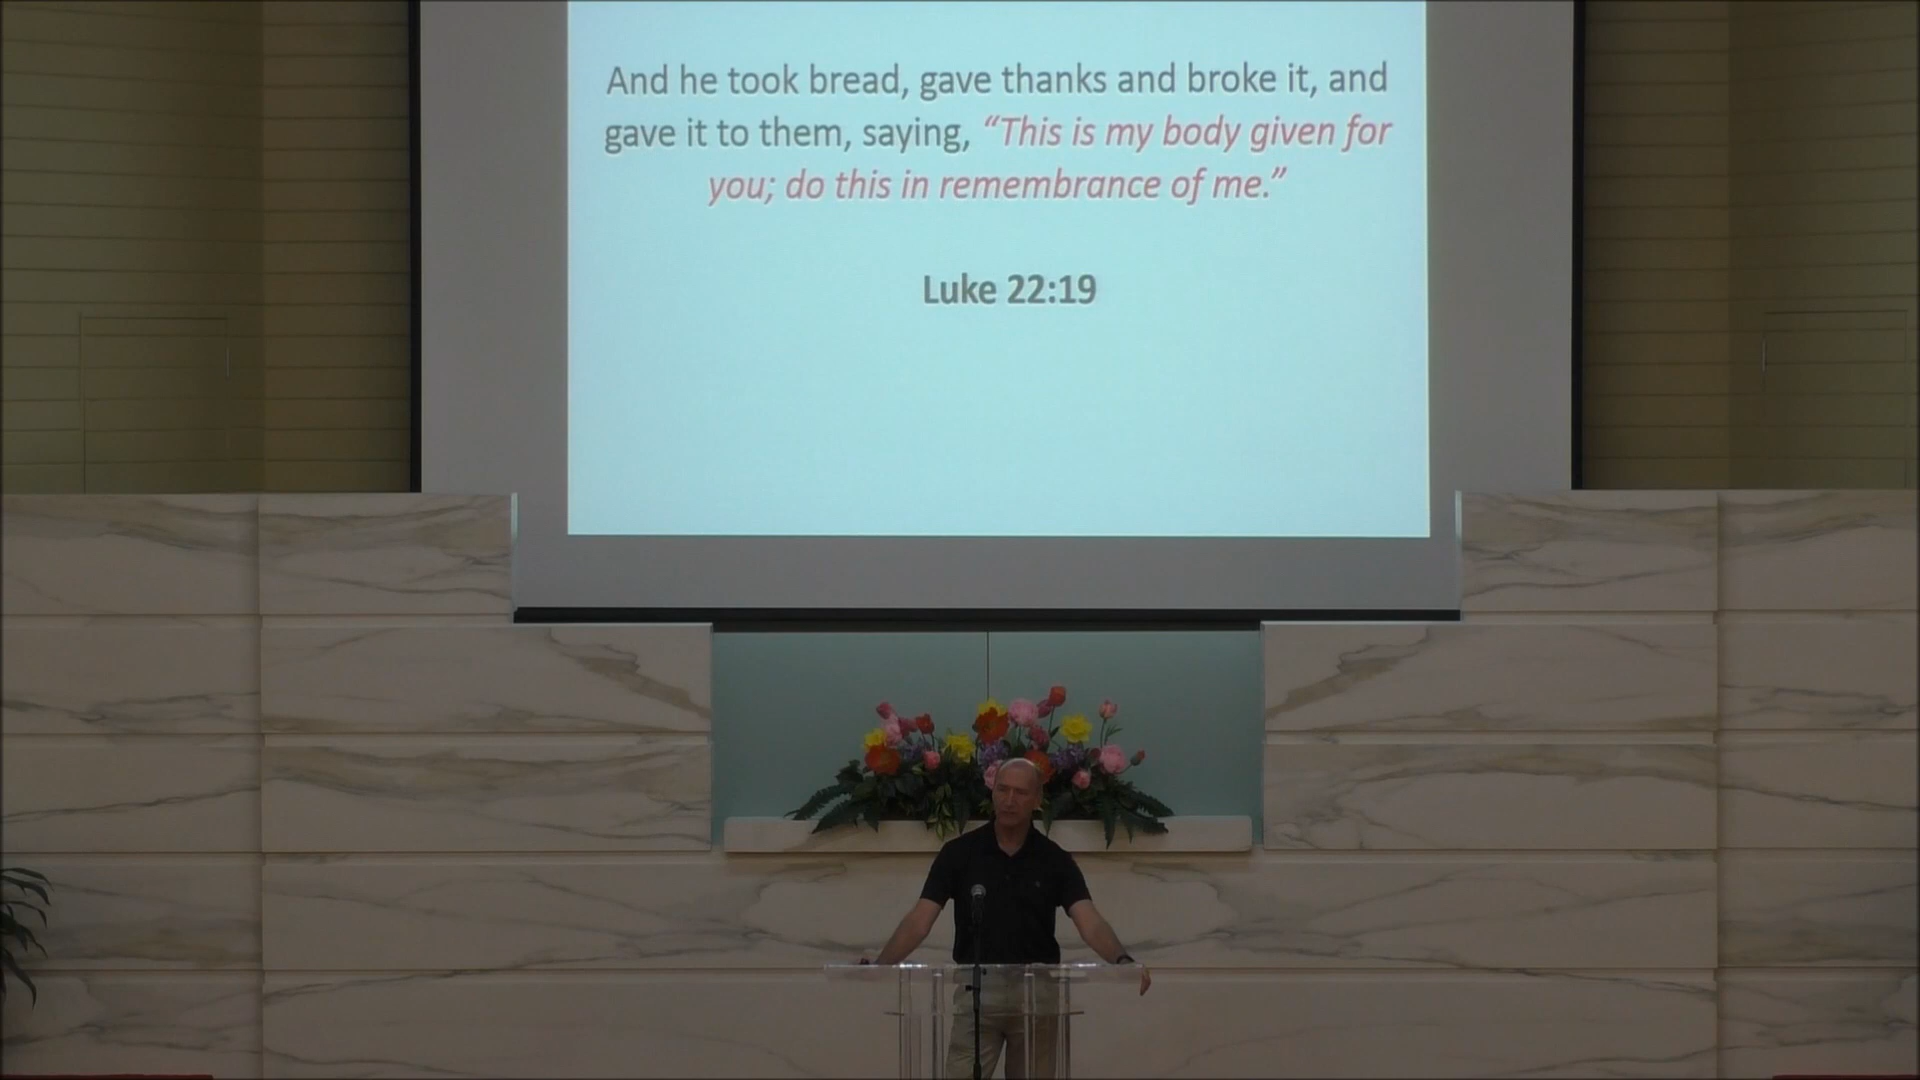 And he took bread, gave thanks and broke it, and
gave it to them, saying, “This is my body given for
you; do this in remembrance of me.”
Luke 22:19